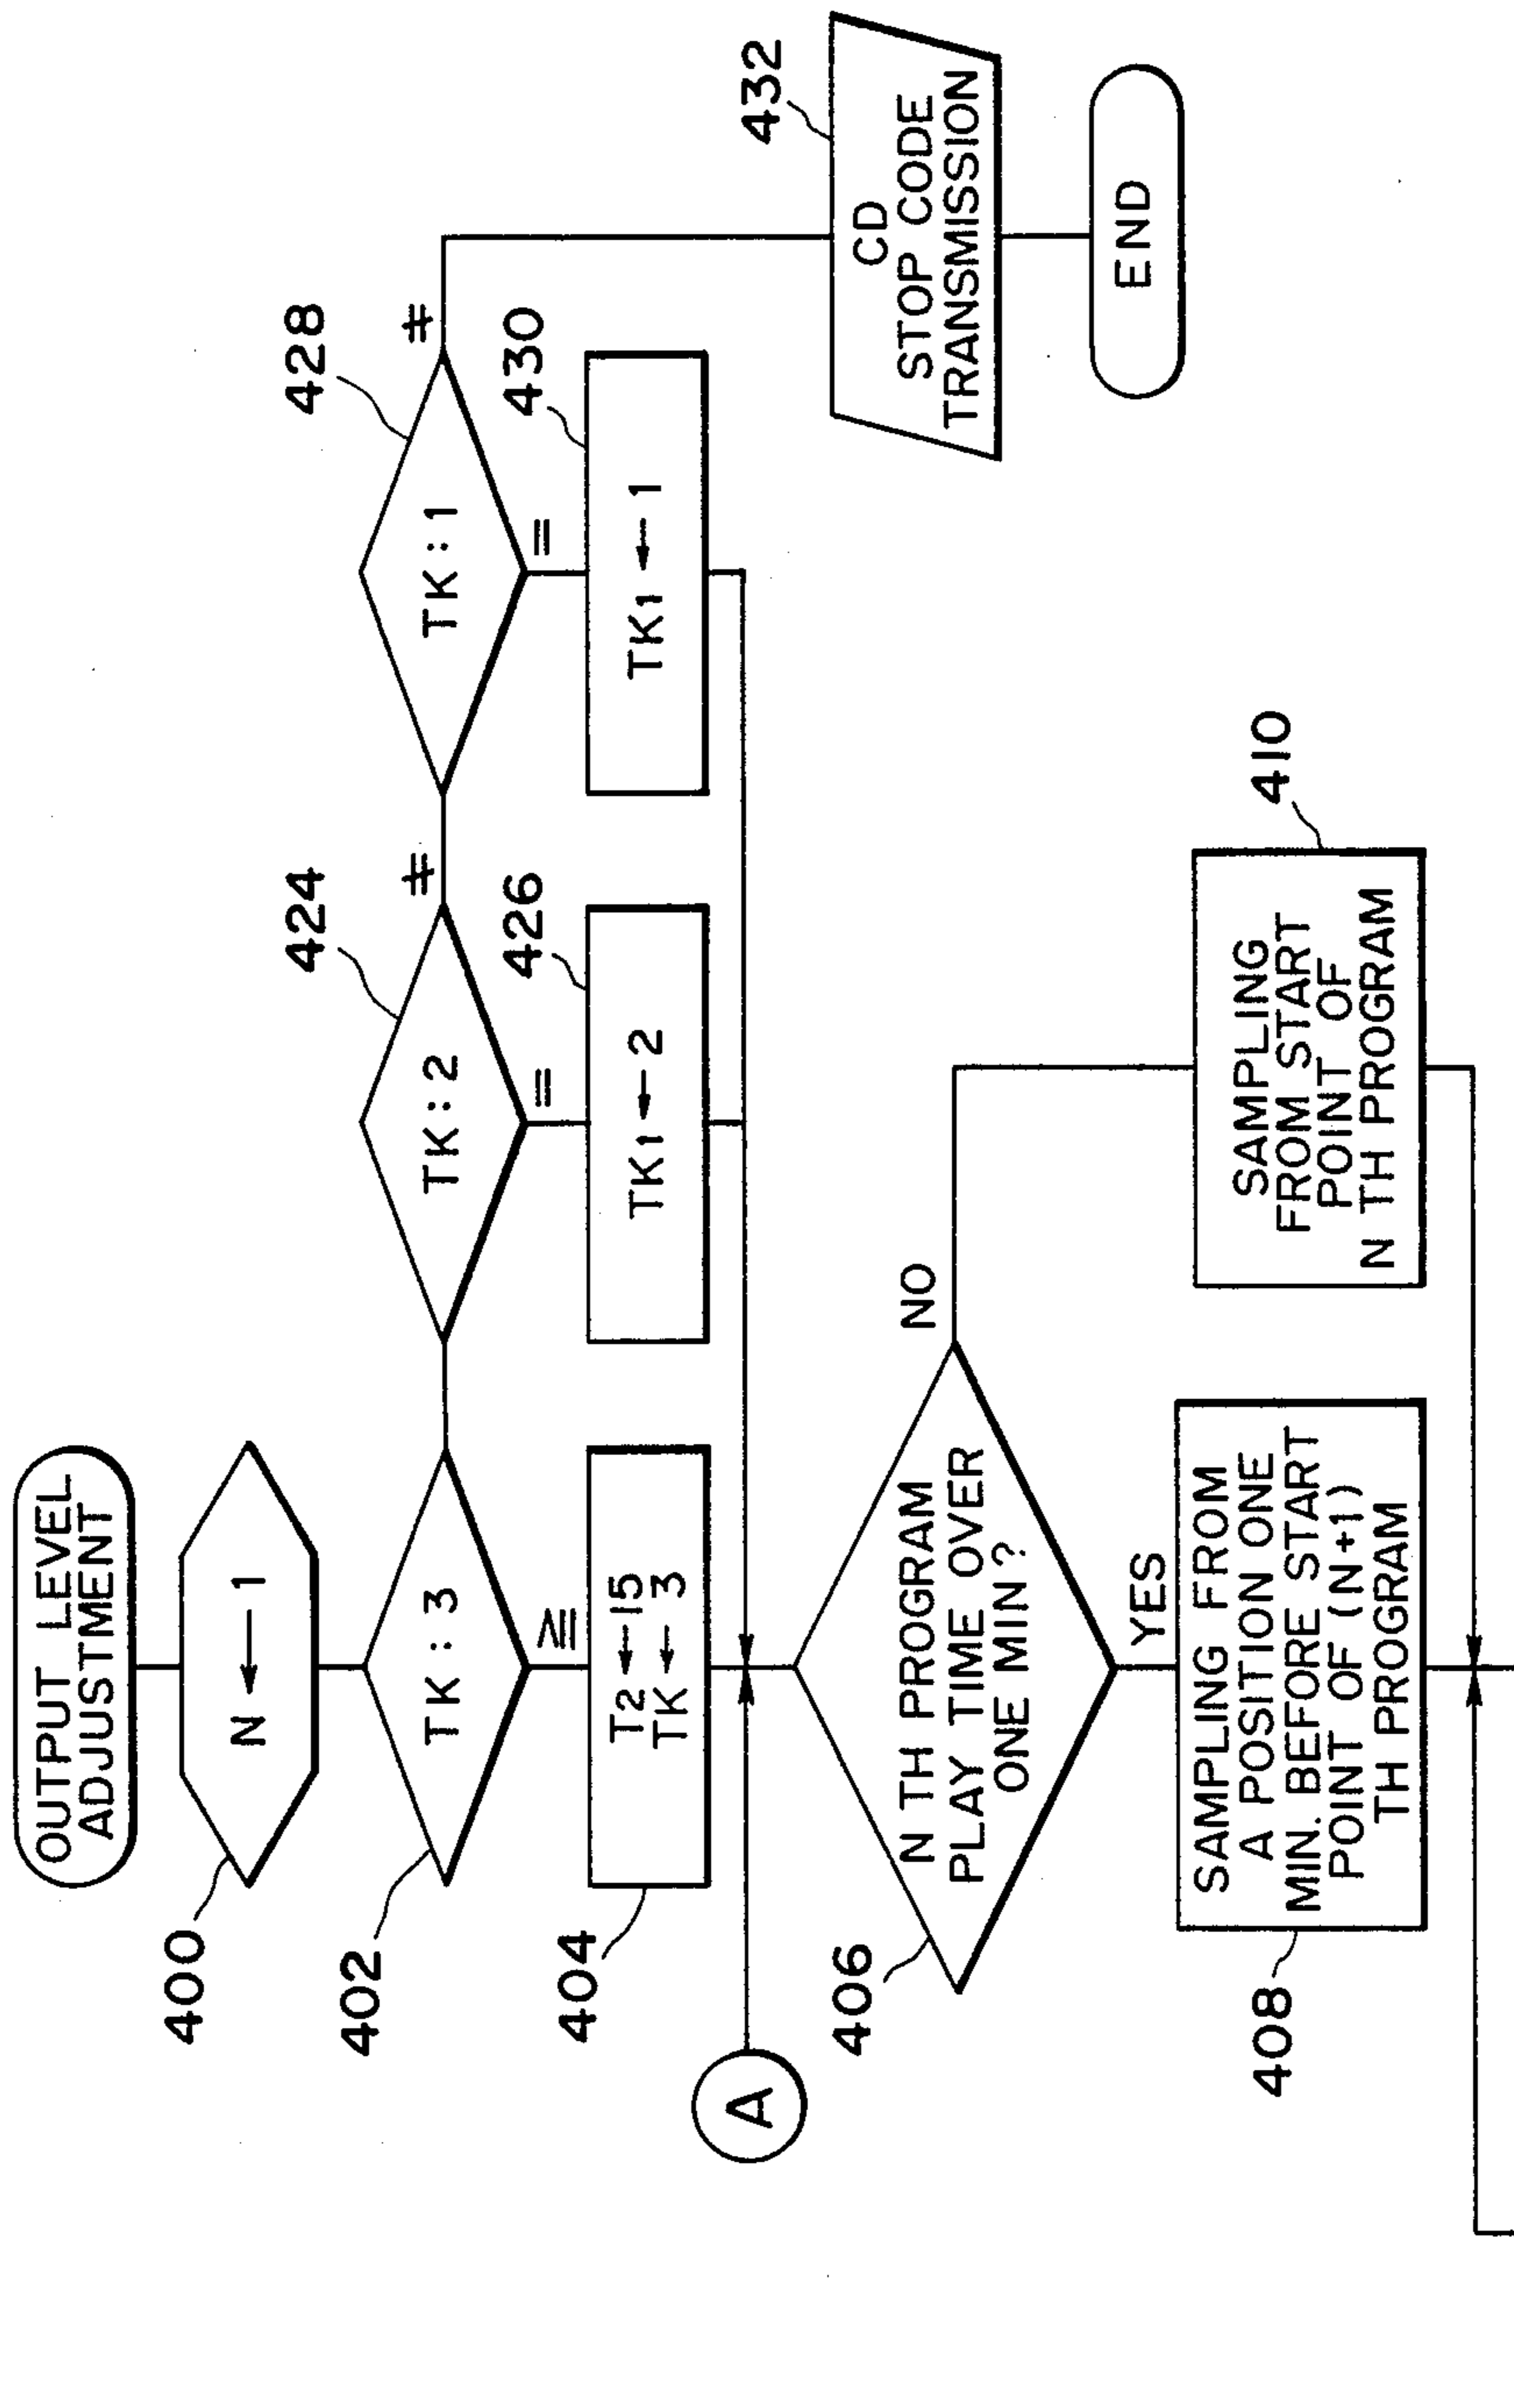 OUTPUT LEVEL
ADJUSTMENT
400
N ← 1
402
TK : 3
≧
404
T2 ← 15
TK ← 3
424
TK : 2
≠
=
426
TK1 ← 2
428
TK : 1
≠
=
430
TK1 ← 1
432
CD
STOP CODE
TRANSMISSION
END
A
406
N TH PROGRAM
PLAY TIME OVER
ONE MIN ?
NO
YES
408
SAMPLING FROM
A POSITION ONE
MIN. BEFORE START
POINT OF (N+1)
TH PROGRAM
410
SAMPLING
FROM START
POINT OF
N TH PROGRAM